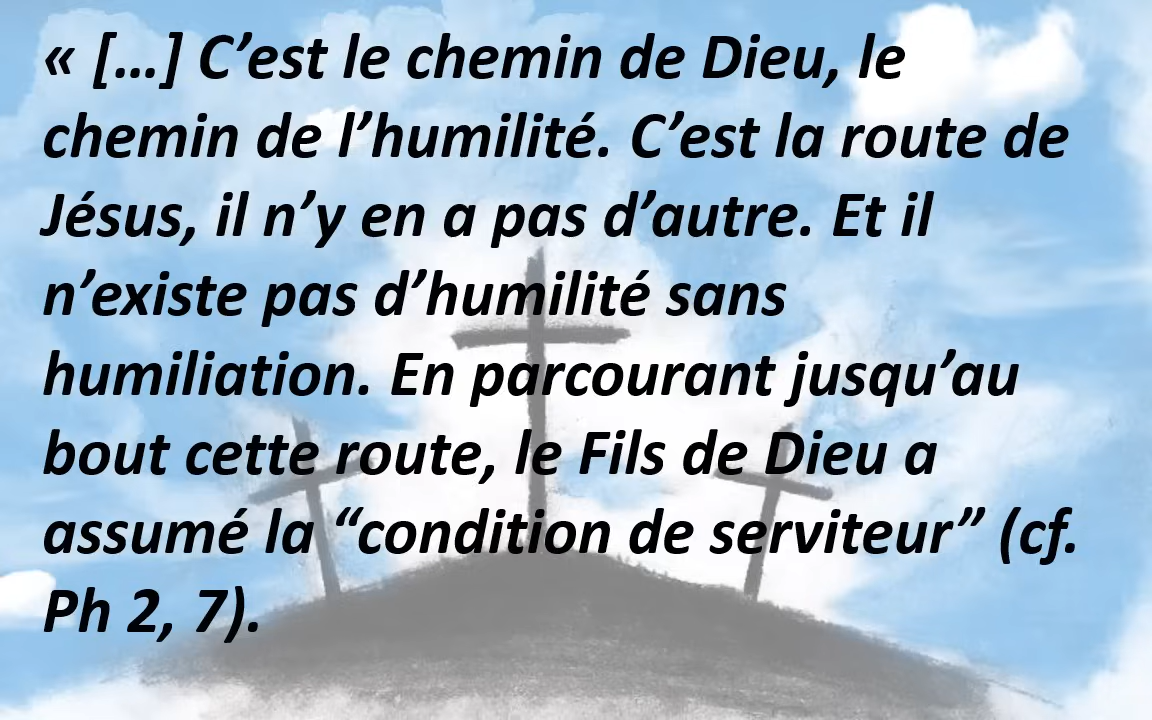 « […] C’est le chemin de Dieu, le
chemin de l’humilité. C’est la route de
Jésus, il n’y en a pas d’autre. Et il
n’existe pas d’humilité sans
humiliation. En parcourant jusqu’au
bout cette route, le Fils de Dieu a
assumé la “condition de serviteur” (cf.
Ph 2, 7).